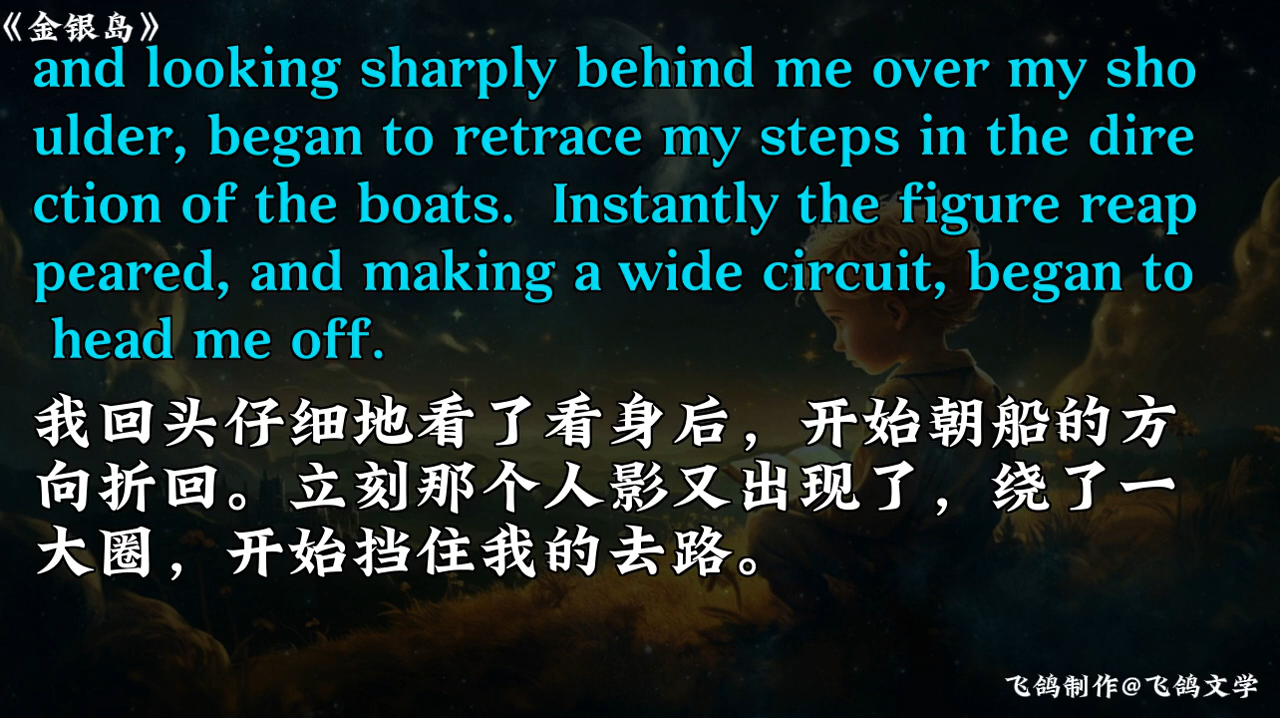 《金银岛》
and looking sharply behind me over my sho
ulder, began to retrace my steps in the dire
ction of the boats.  Instantly the figure reap
peared, and making a wide circuit, began to
head me off.
我回头仔细地看了看身后，开始朝船的方
向折回。立刻那个人影又出现了，绕了一
大圈，开始挡住我的去路。
飞鸽制作@飞鸽文学